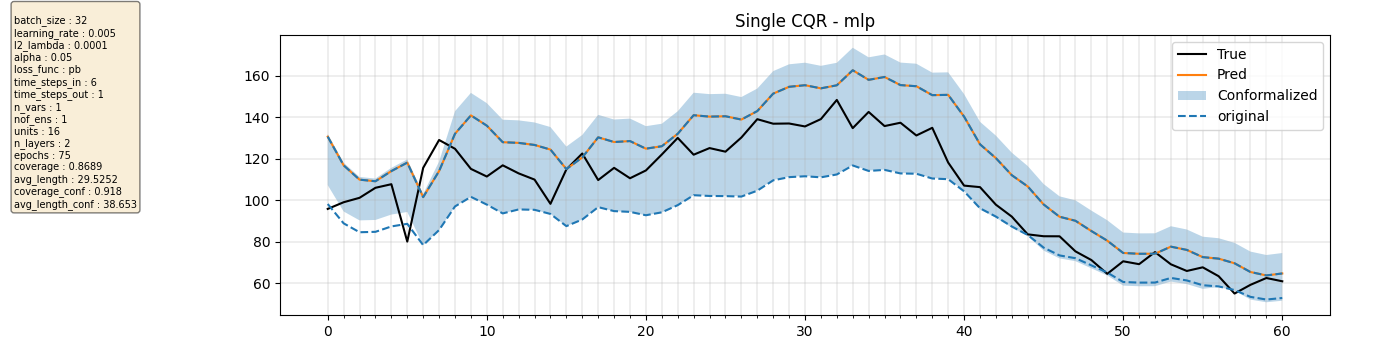 batch_size : 32
learning_rate : 0.005
l2_lambda : 0.0001
alpha : 0.05
loss_func : pb
time_steps_in : 6
time_steps_out : 1
n_vars : 1
nof_ens : 1
units : 16
n_layers : 2
epochs : 75
coverage : 0.8689
avg_length : 29.5252
coverage_conf : 0.918
avg_length_conf : 38.653
Single CQR - mlp
True
Pred
Conformalized
original
160
140
120
100
80
60
0 10 20 30 40 50 60